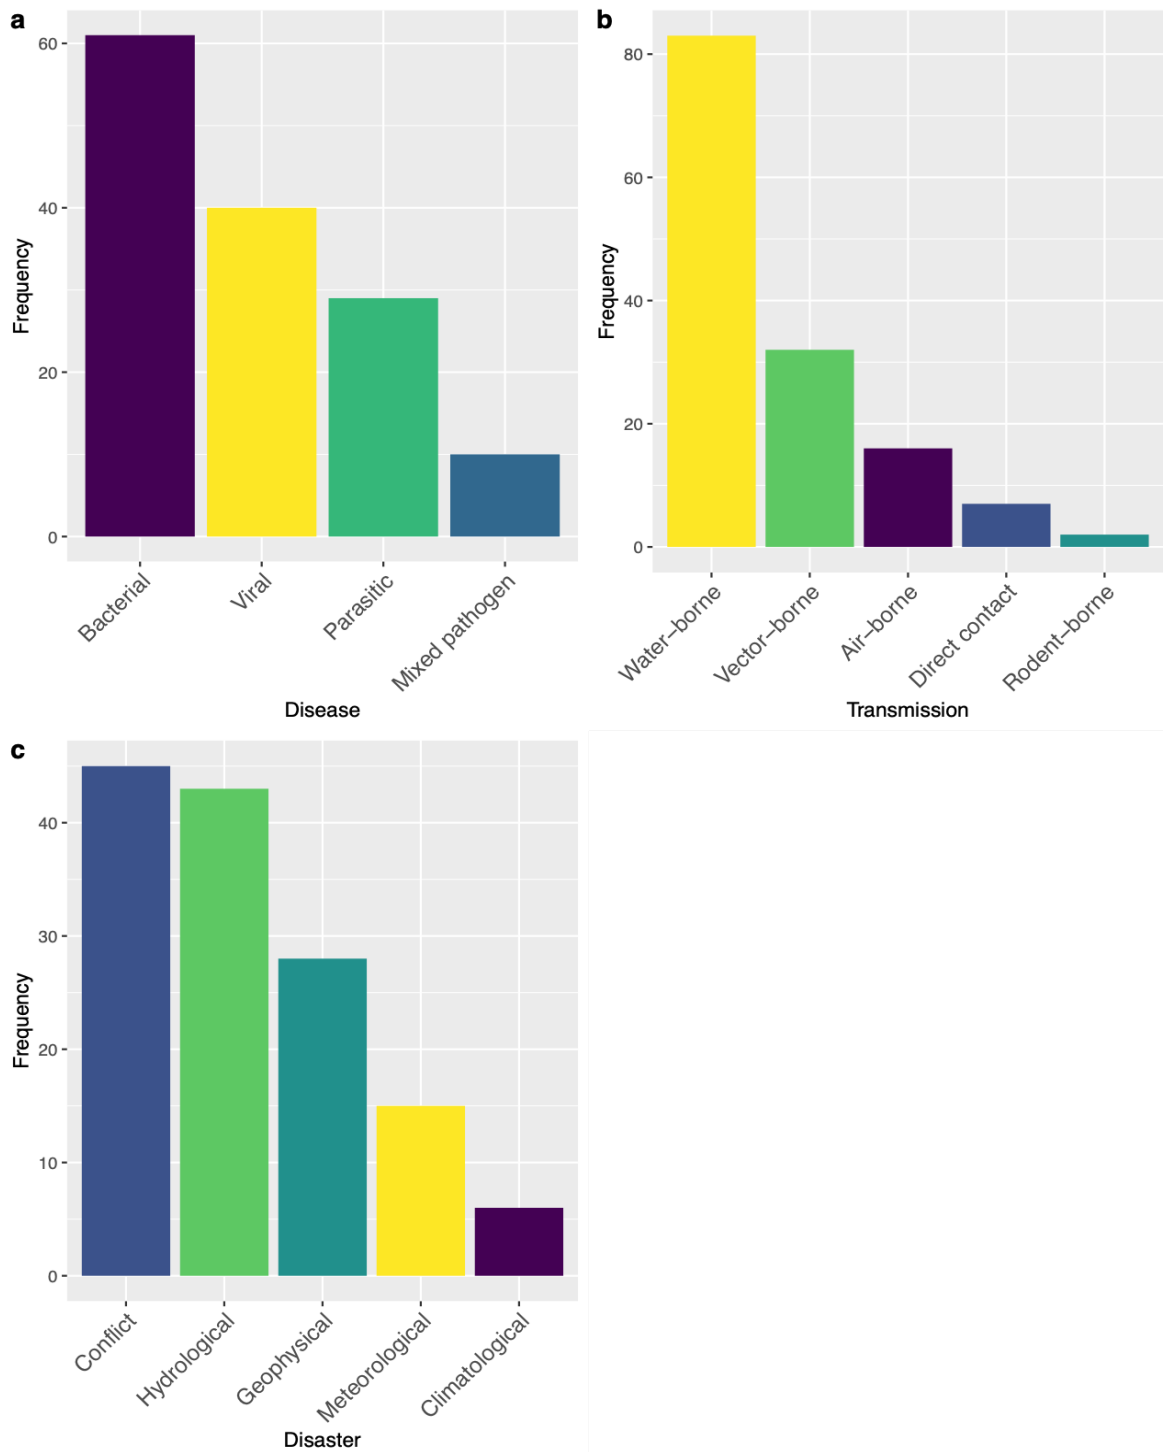 a
60
40
20
0
Frequency
Bacterial
Viral
Parasitic
Mixed pathogen
Disease
b
80
60
40
20
0
Frequency
Water−borne
Vector−borne
Air−borne
Direct contact
Rodent−borne
Transmission
c
40
30
20
10
0
Frequency
Conflict
Hydrological
Geophysical
Meteorological
Climatological
Disaster